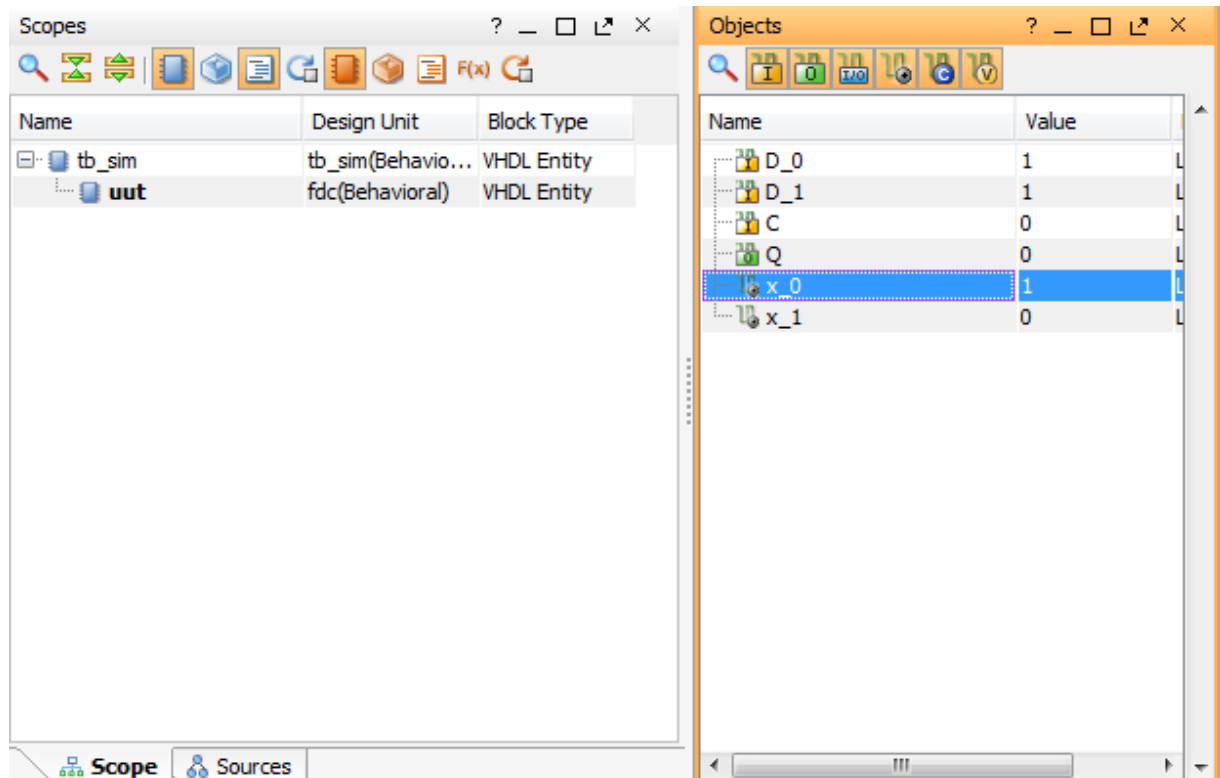 Scopes ?
F(x)
Name Design Unit Block Type
tb_sim tb_sim(Behavio... VHDL Entity
uut fdc(Behavioral) VHDL Entity
Scope Sources
Objects ?
I O I/O C V
Name Value
D_0 1 L
D_1 1 L
C 0 L
Q 0 L
x_0 1 L
x_1 0 L